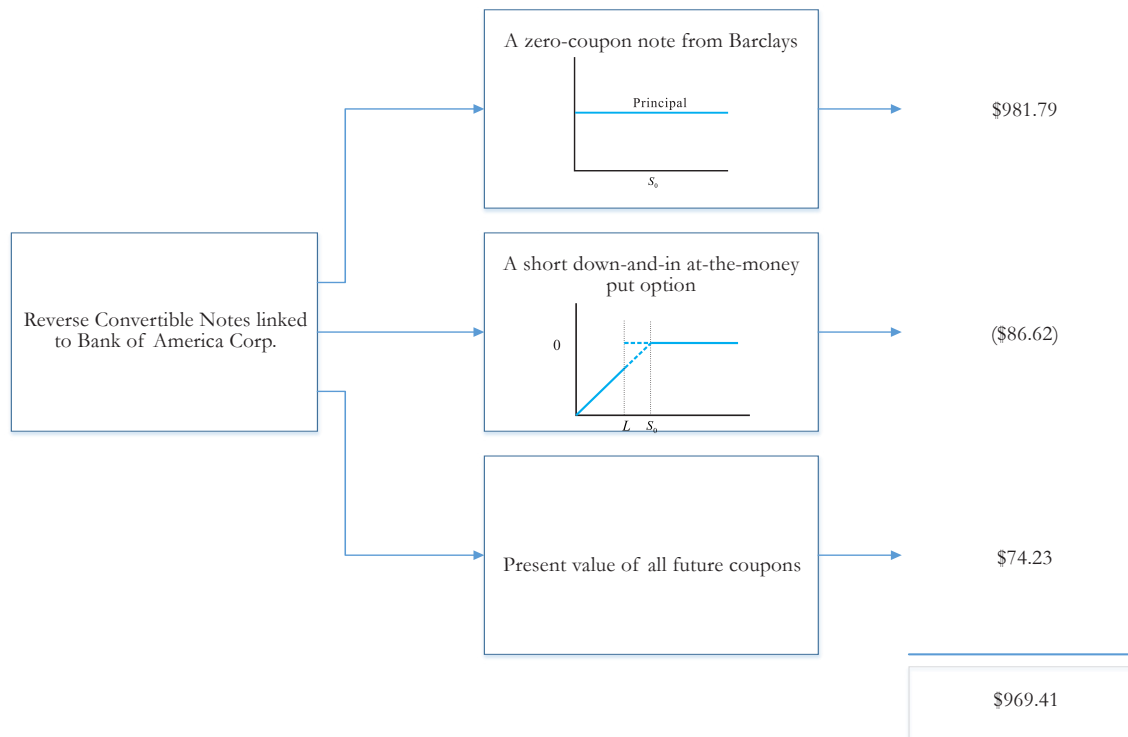 A zero-coupon note from Barclays
Principal
S₀
$981.79
Reverse Convertible Notes linked
to Bank of America Corp.
A short down-and-in at-the-money
put option
0
L S₀
($86.62)
Present value of all future coupons
$74.23
$969.41